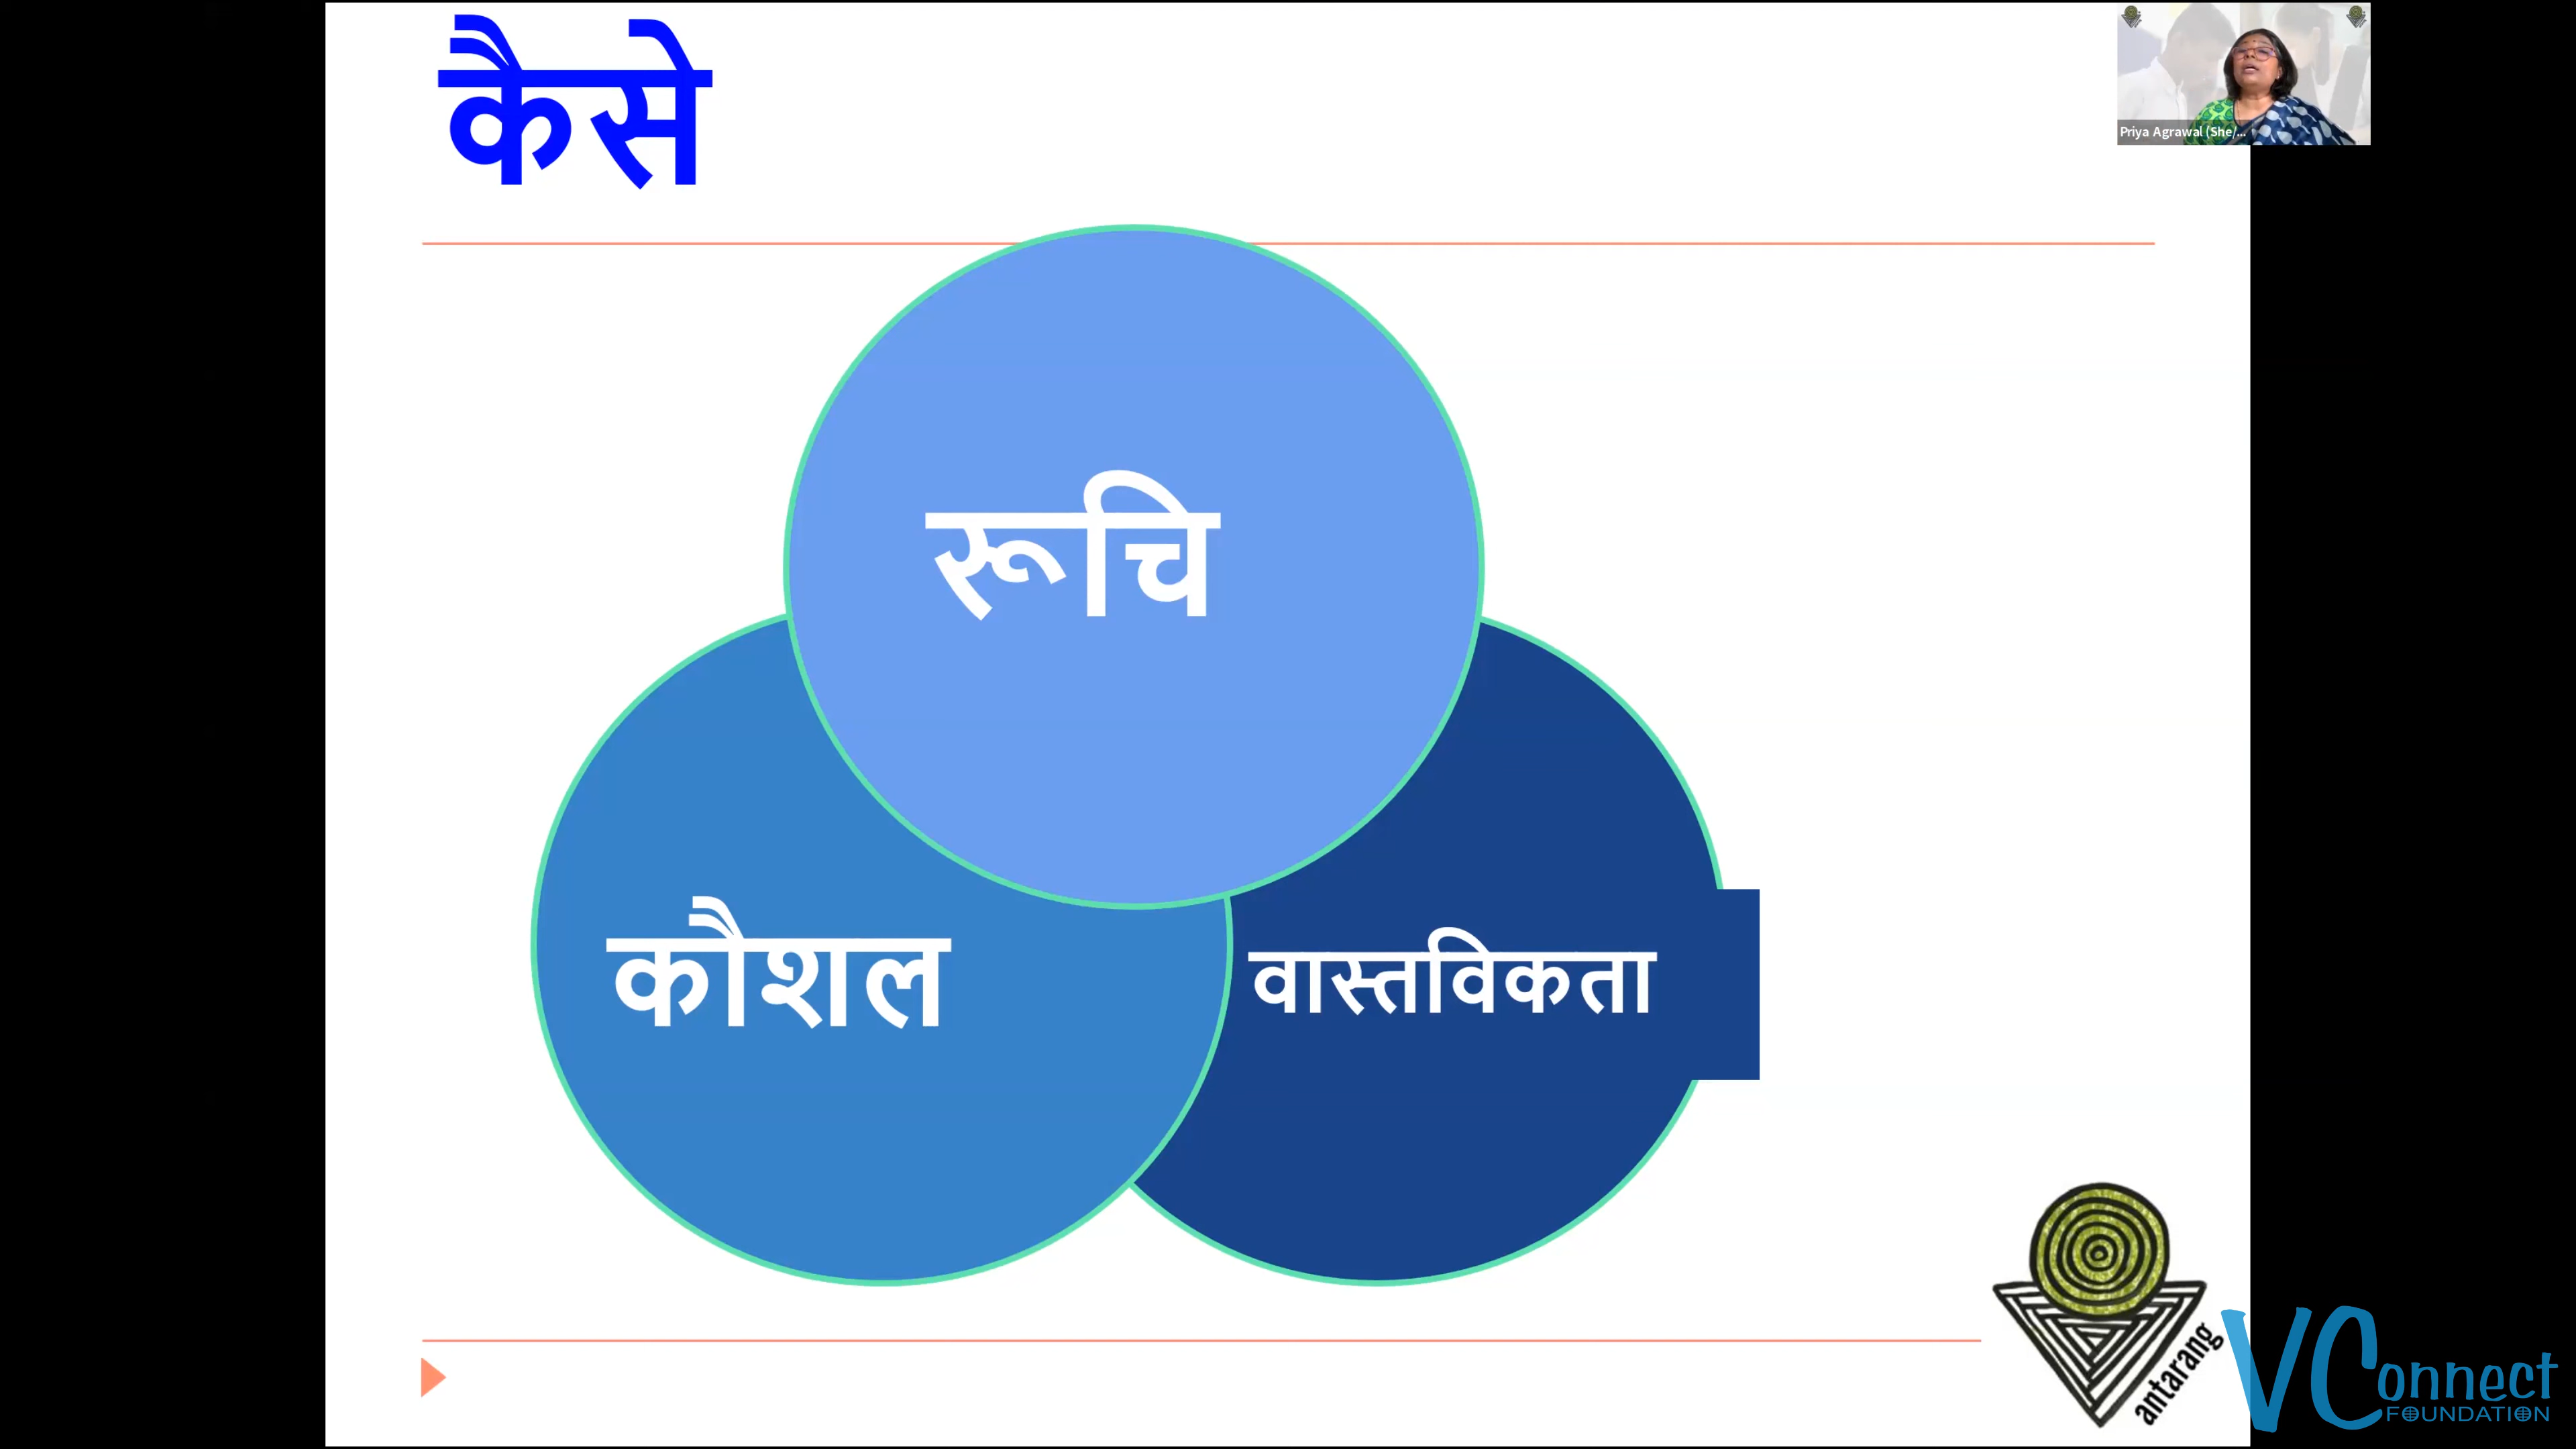 कैसे
Priya Agrawal (She/...
रूचि
कौशल
वास्तविकता
antarang
VConnect
FOUNDATION